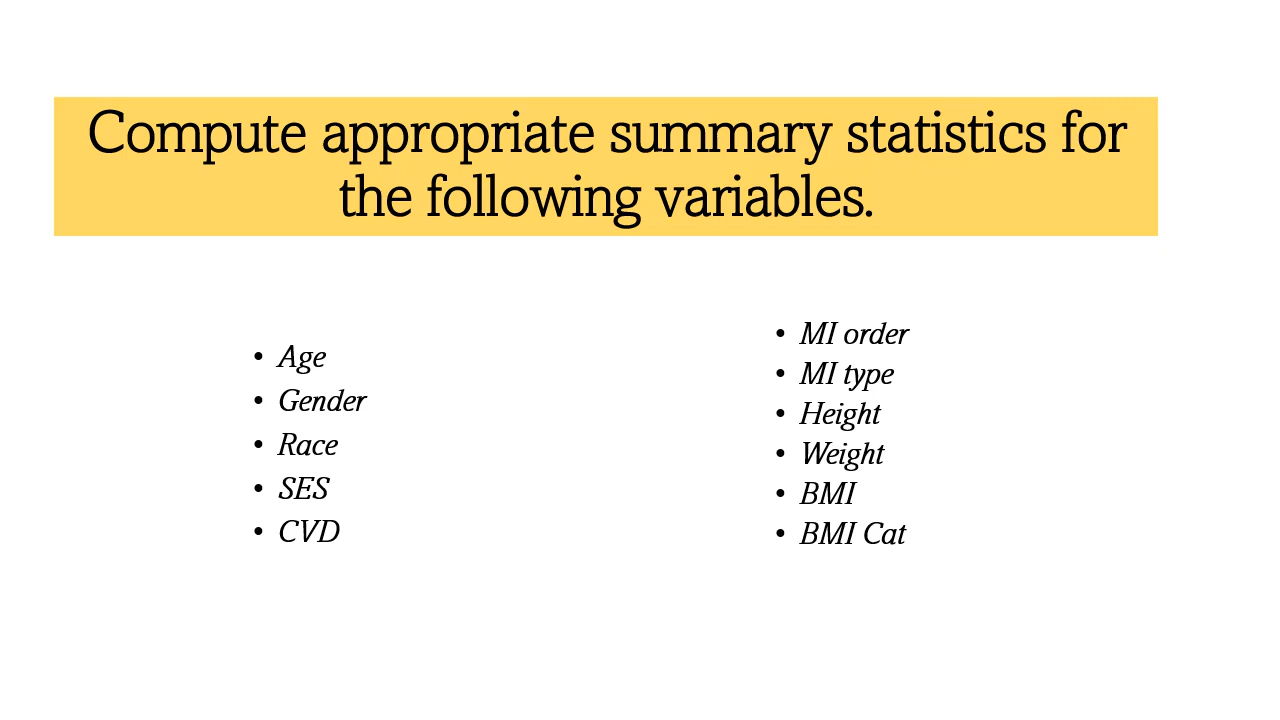 Compute appropriate summary statistics for
the following variables.
• Age
• Gender
• Race
• SES
• CVD
• MI order
• MI type
• Height
• Weight
• BMI
• BMI Cat